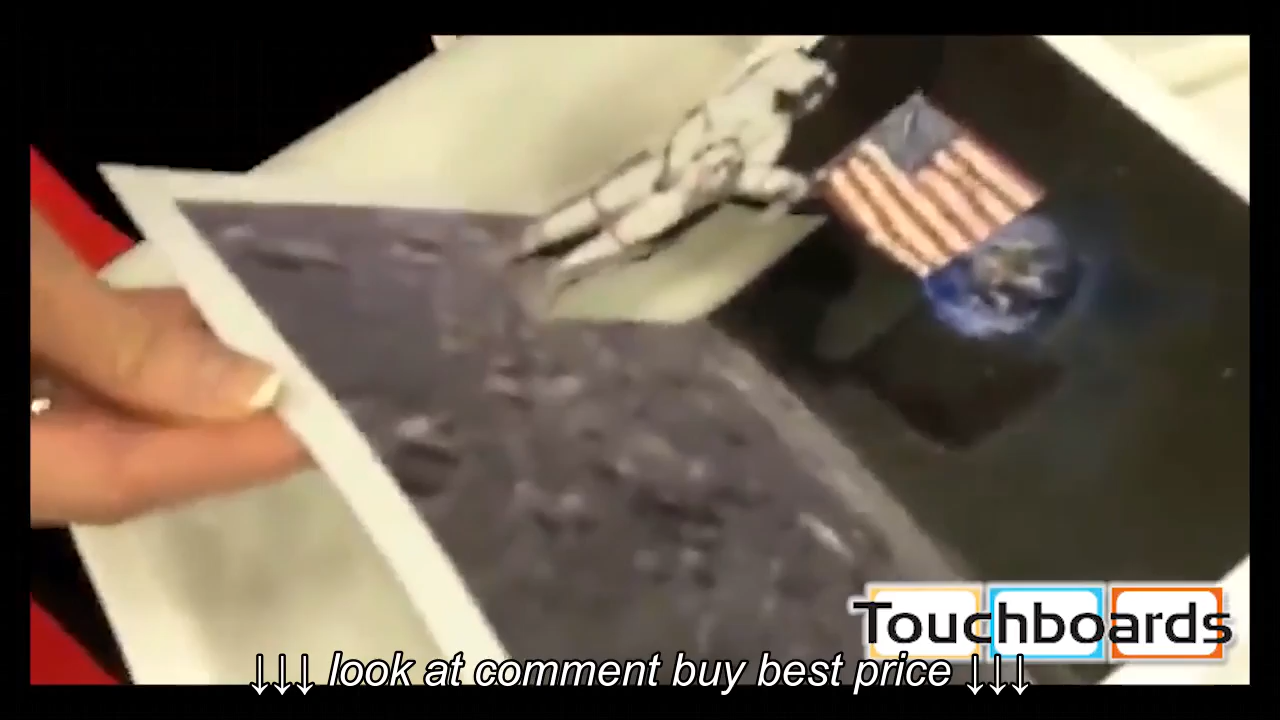 Touchboards
↓↓↓ look at comment buy best price ↓↓↓